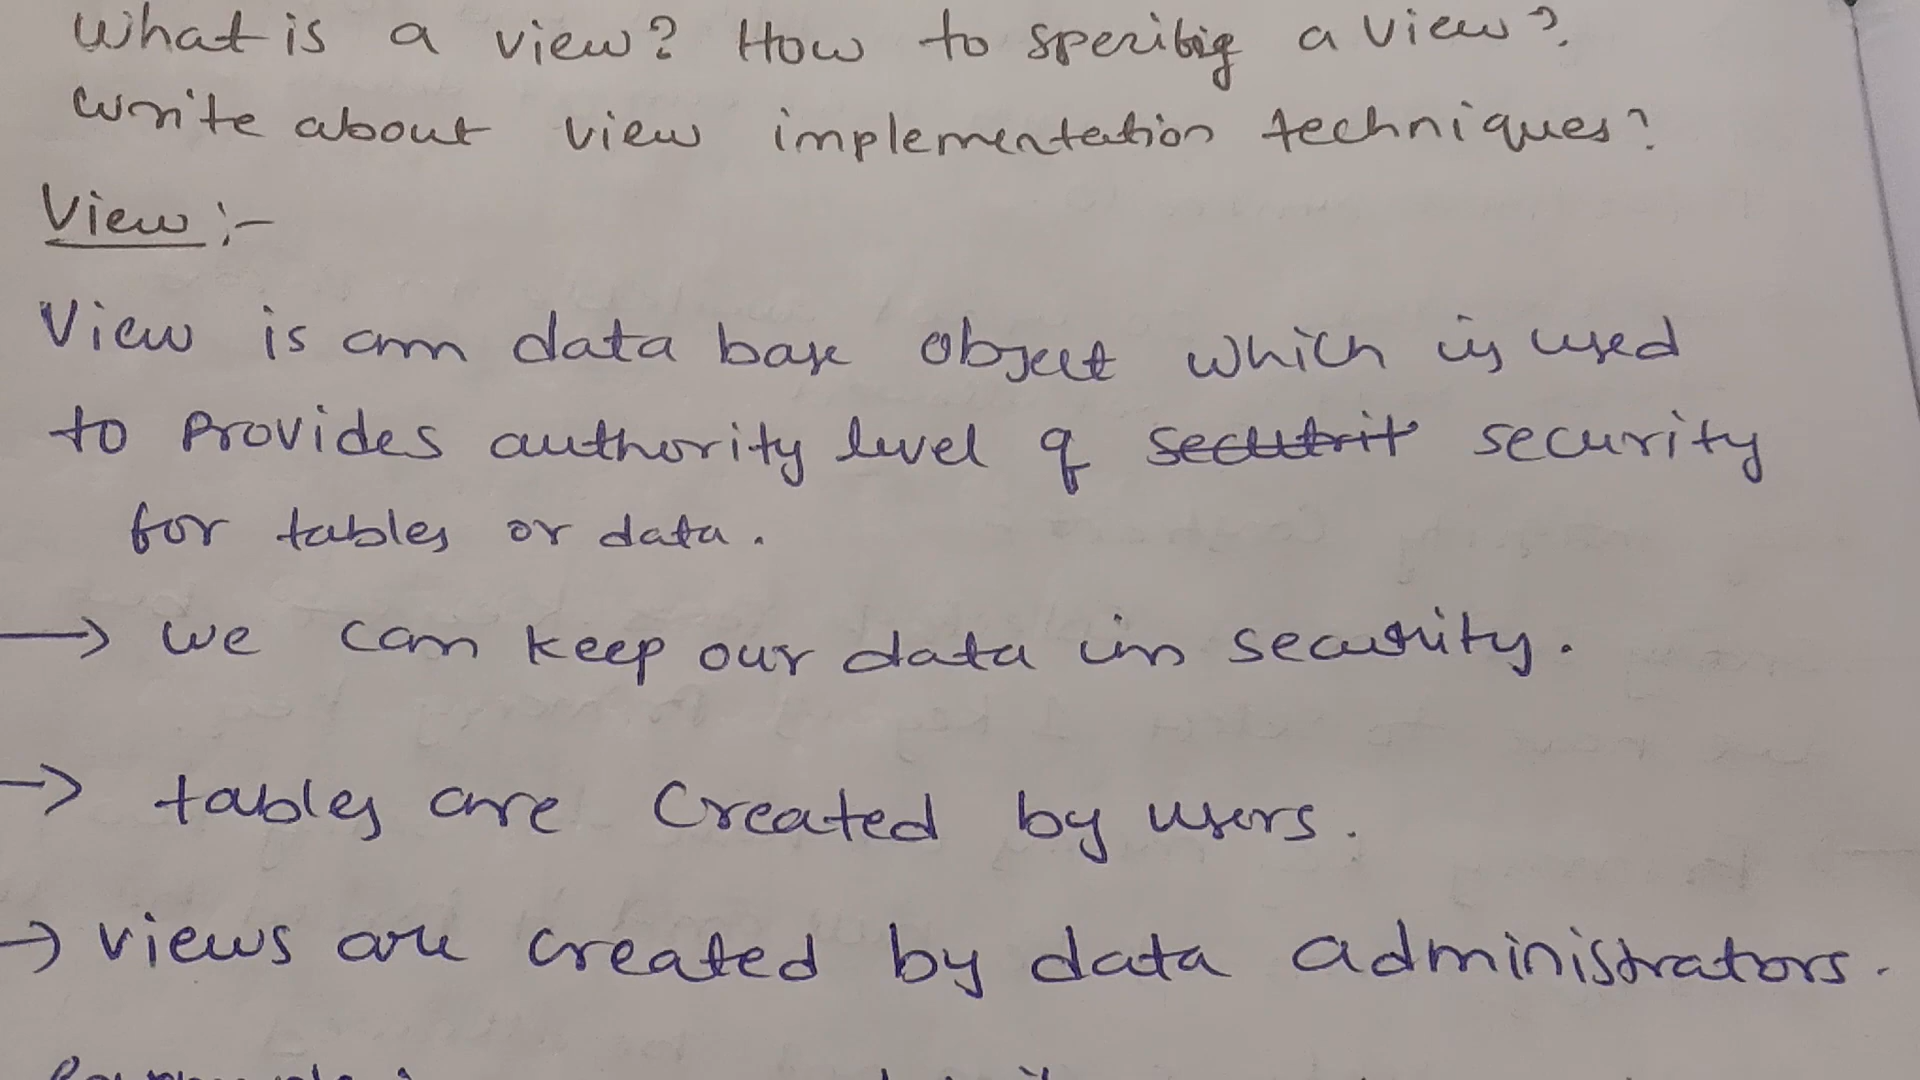 What is a view? How to specifig a view?
write about view implementation techniques?
View :-
View is am data base object which is used
to provides authority level of security
for tables or data.
→ we can keep our data in security.
→ tables are created by users.
→ views are created by data administrators.